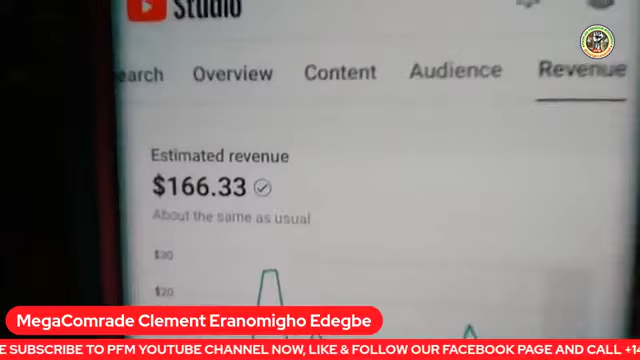 Studio
earch Overview Content Audience Revenue
Estimated revenue
$166.33
About the same as usual
$30
$20
MegaComrade Clement Eranomigho Edegbe
E SUBSCRIBE TO PFM YOUTUBE CHANNEL NOW, LIKE & FOLLOW OUR FACEBOOK PAGE AND CALL +1